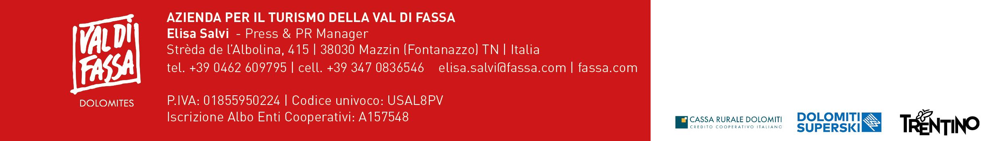 VAL DI
FASSA
DOLOMITES
AZIENDA PER IL TURISMO DELLA VAL DI FASSA
Elisa Salvi - Press & PR Manager
Strèda de l'Albolina, 415 | 38030 Mazzin (Fontanazzo) TN | Italia
tel. +39 0462 609795 | cell. +39 347 0836546 elisa.salvi@fassa.com | fassa.com
P.IVA: 01855950224 | Codice univoco: USAL8PV
Iscrizione Albo Enti Cooperativi: A157548
CASSA RURALE DOLOMITI
CREDITO COOPERATIVO ITALIANO
DOLOMITI
SUPERSKI
TRENTINO